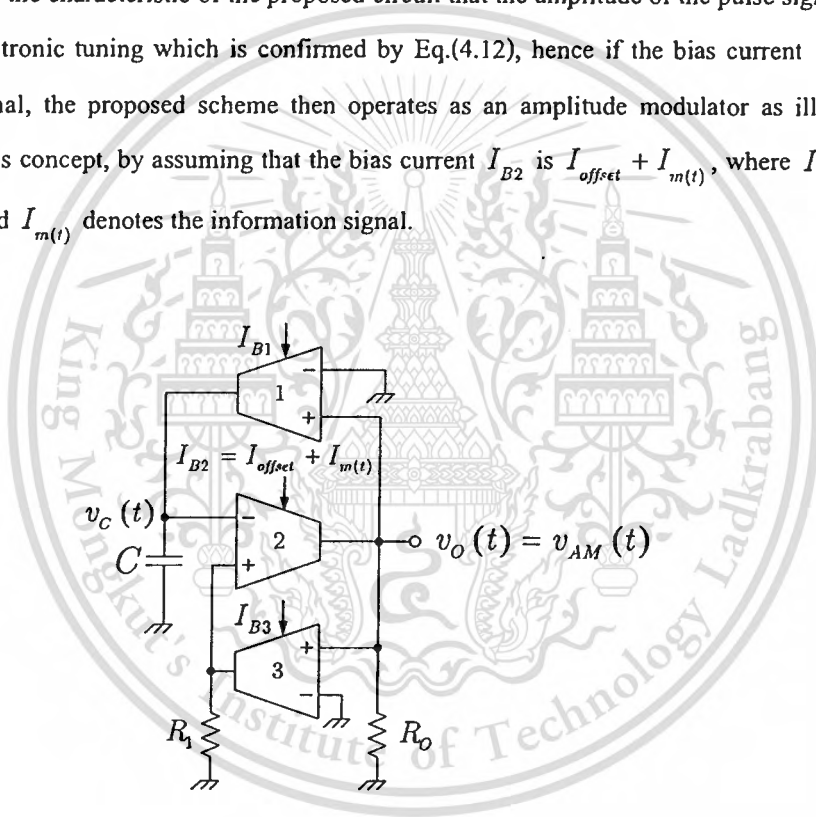 the characteristic of the proposed circuit that the amplitude of the pulse sig
tronic tuning which is confirmed by Eq.(4.12), hence if the bias current
nal, the proposed scheme then operates as an amplitude modulator as ill
s concept, by assuming that the bias current I_{B2} is I_{offset} + I_{m(t)}, where I
d I_{m(t)} denotes the information signal.
I_{B1}
−
1
+
I_{B2} = I_{offset} + I_{m(t)}
v_C(t)
−
2
+
v_O(t) = v_{AM}(t)
C
I_{B3}
+
3
−
R_1
R_O
King Mongkut's Institute of Technology Ladkrabang